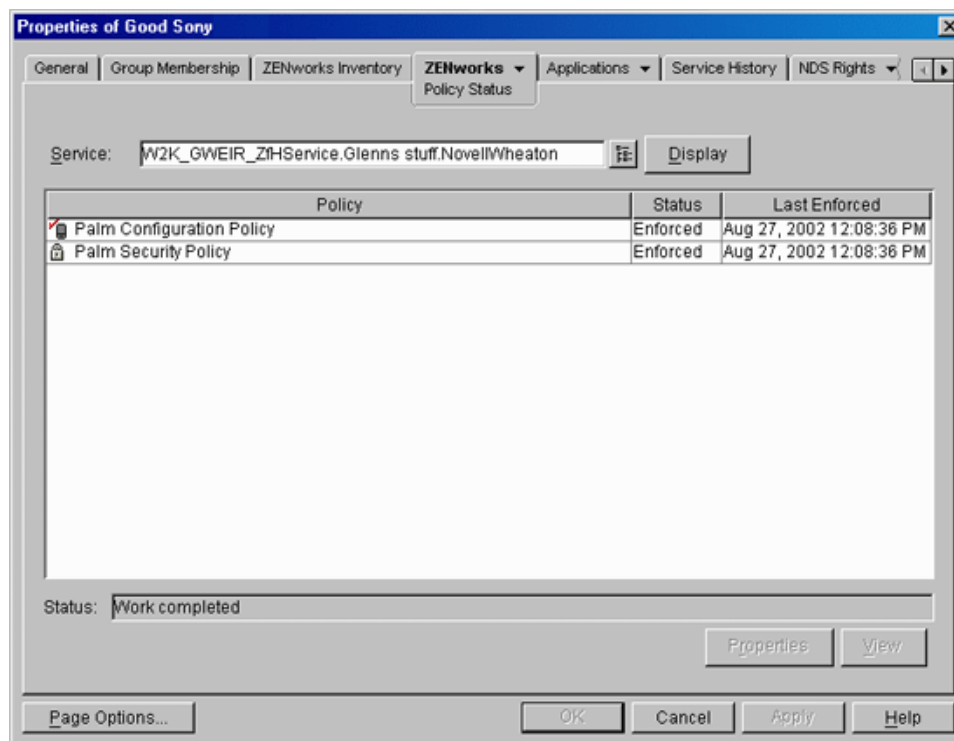 Properties of Good Sony
General Group Membership ZENworks Inventory ZENworks Applications Service History NDS Rights
Policy Status
Service: W2K_GWEIR_ZfHService.Glenns stuff.NovellWheaton Display
Policy Status Last Enforced
Palm Configuration Policy Enforced Aug 27, 2002 12:08:36 PM
Palm Security Policy Enforced Aug 27, 2002 12:08:36 PM
Status: Work completed
Properties View
Page Options... OK Cancel Apply Help